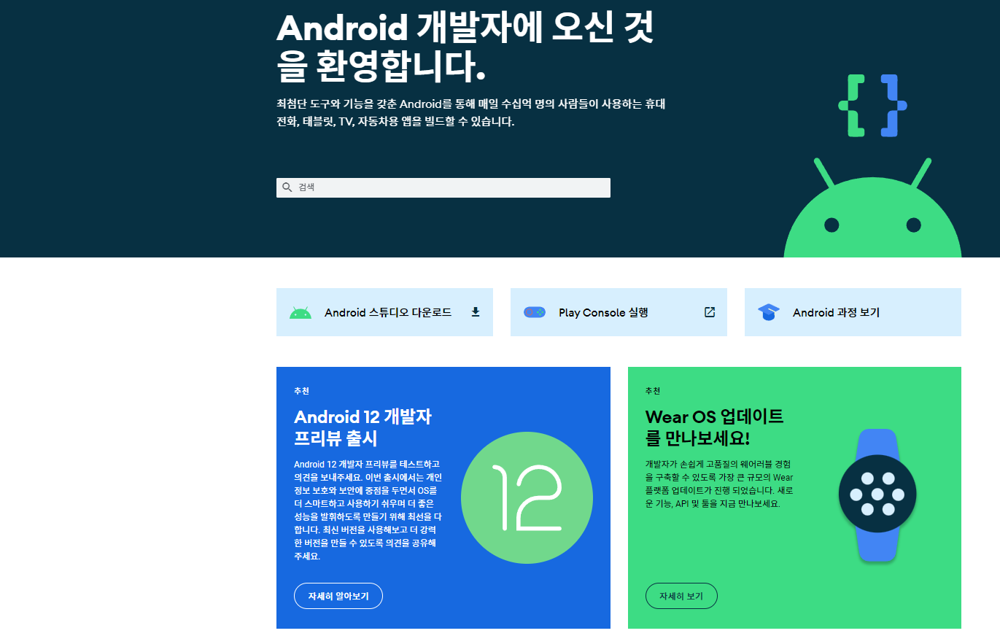 Android 개발자에 오신 것
을 환영합니다.
최첨단 도구와 기능을 갖춘 Android를 통해 매일 수십억 명의 사람들이 사용하는 휴대
전화, 태블릿, TV, 자동차용 앱을 빌드할 수 있습니다.
검색
Android 스튜디오 다운로드
Play Console 실행
Android 과정 보기
추천
Android 12 개발자
프리뷰 출시
Android 12 개발자 프리뷰를 테스트하고
의견을 보내주세요. 이번 출시에서는 개인
정보 보호와 보안에 중점을 두면서 OS를
더 스마트하고 사용하기 쉬우며 더 좋은
성능을 발휘하도록 만들기 위해 최선을 다
합니다. 최신 버전을 사용해보고 더 강력
한 버전을 만들 수 있도록 의견을 공유해
주세요.
12
자세히 알아보기
추천
Wear OS 업데이트
를 만나보세요!
개발자가 손쉽게 고품질의 웨어러블 경험
을 구축할 수 있도록 가장 큰 규모의 Wear
플랫폼 업데이트가 진행 되었습니다. 새로
운 기능, API 및 툴을 지금 만나보세요.
자세히 보기